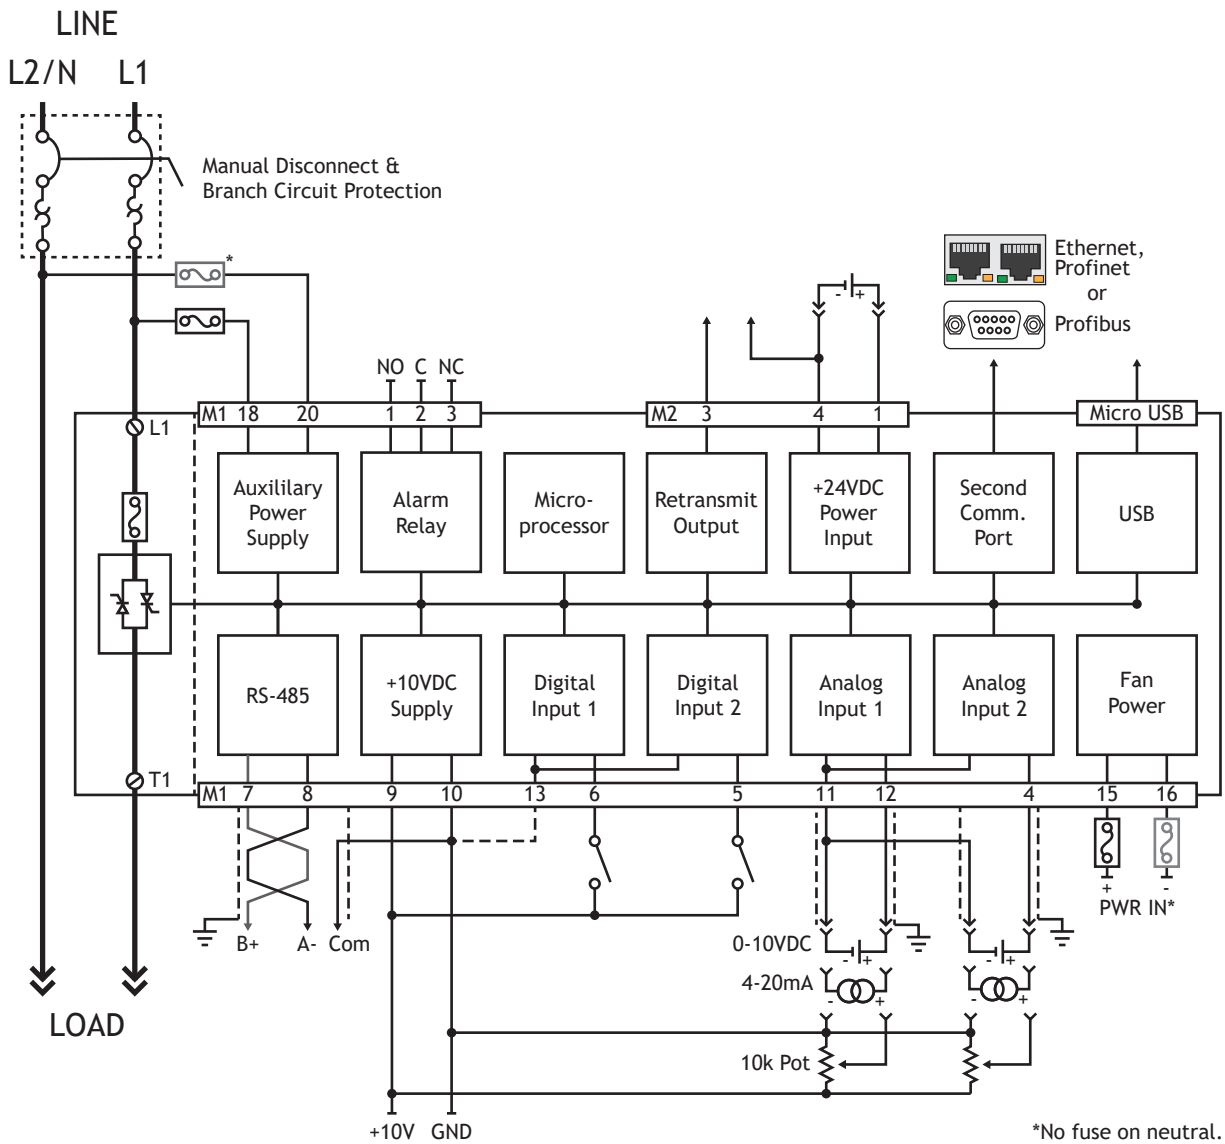 LINE
L2/N L1
Manual Disconnect &
Branch Circuit Protection
*
Ethernet,
Profinet
or
Profibus
- +
NO C NC
M1 18 20 1 2 3
M2 3 4 1
Micro USB
L1
Auxililary
Power
Supply
Alarm
Relay
Micro-
processor
Retransmit
Output
+24VDC
Power
Input
Second
Comm.
Port
USB
RS-485
+10VDC
Supply
Digital
Input 1
Digital
Input 2
Analog
Input 1
Analog
Input 2
Fan
Power
T1
M1 7 8 9 10 13 6 5 11 12 4 15 16
+ -
PWR IN*
B+ A- Com
0-10VDC
- +
- +
4-20mA
- +
- +
LOAD
10k Pot
+10V GND
*No fuse on neutral.